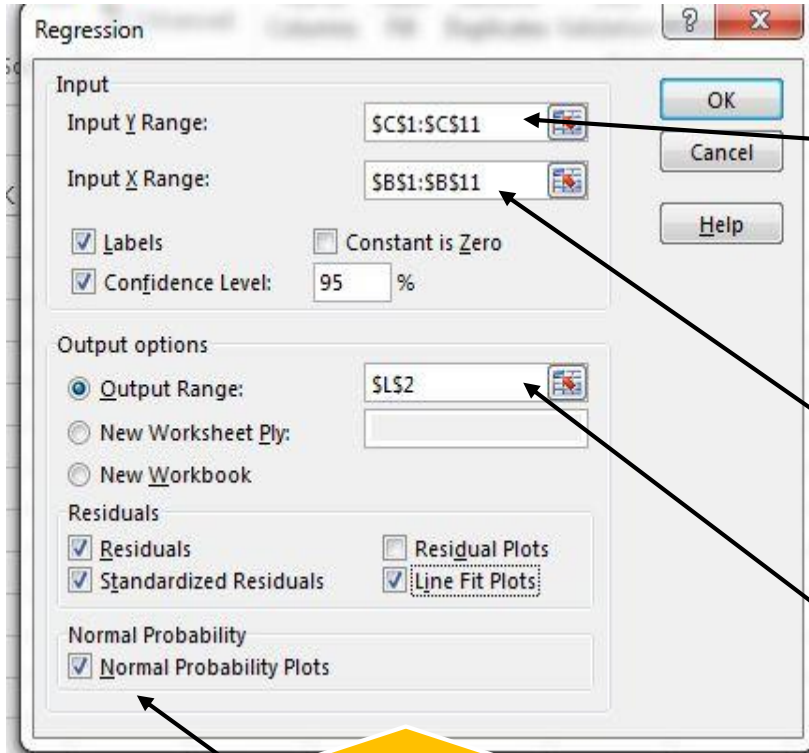 Regression
Input
Input Y Range: $C$1:$C$11
Input X Range: $B$1:$B$11
Labels Constant is Zero
Confidence Level: 95 %
Output options
Output Range: $L$2
New Worksheet Ply:
New Workbook
Residuals
Residuals Residual Plots
Standardized Residuals Line Fit Plots
Normal Probability
Normal Probability Plots
?
X
OK
Cancel
Help